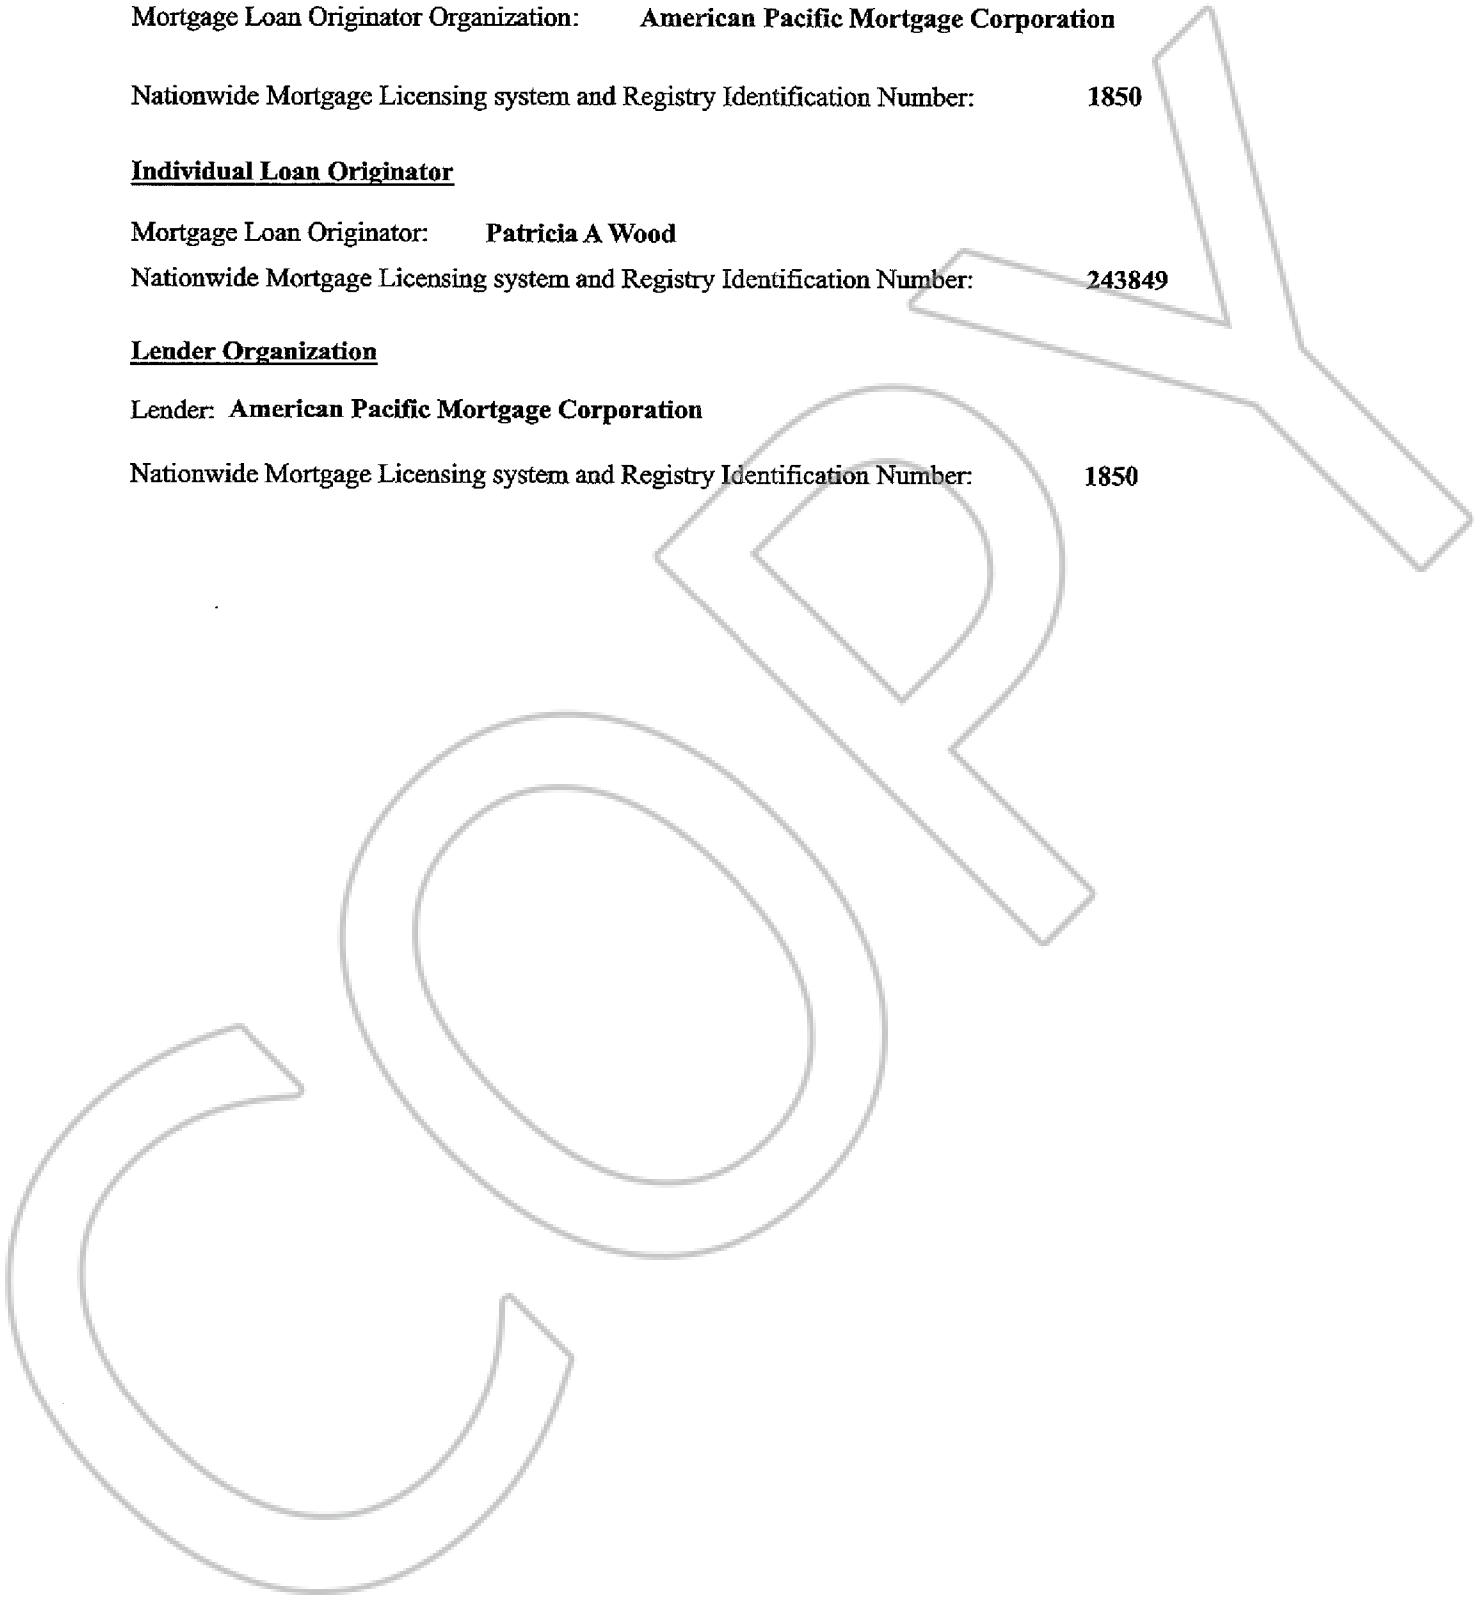 Mortgage Loan Originator Organization: American Pacific Mortgage Corporation
Nationwide Mortgage Licensing system and Registry Identification Number: 1850
Individual Loan Originator
Mortgage Loan Originator: Patricia A Wood
Nationwide Mortgage Licensing system and Registry Identification Number: 243849
Lender Organization
Lender: American Pacific Mortgage Corporation
Nationwide Mortgage Licensing system and Registry Identification Number: 1850
COPY